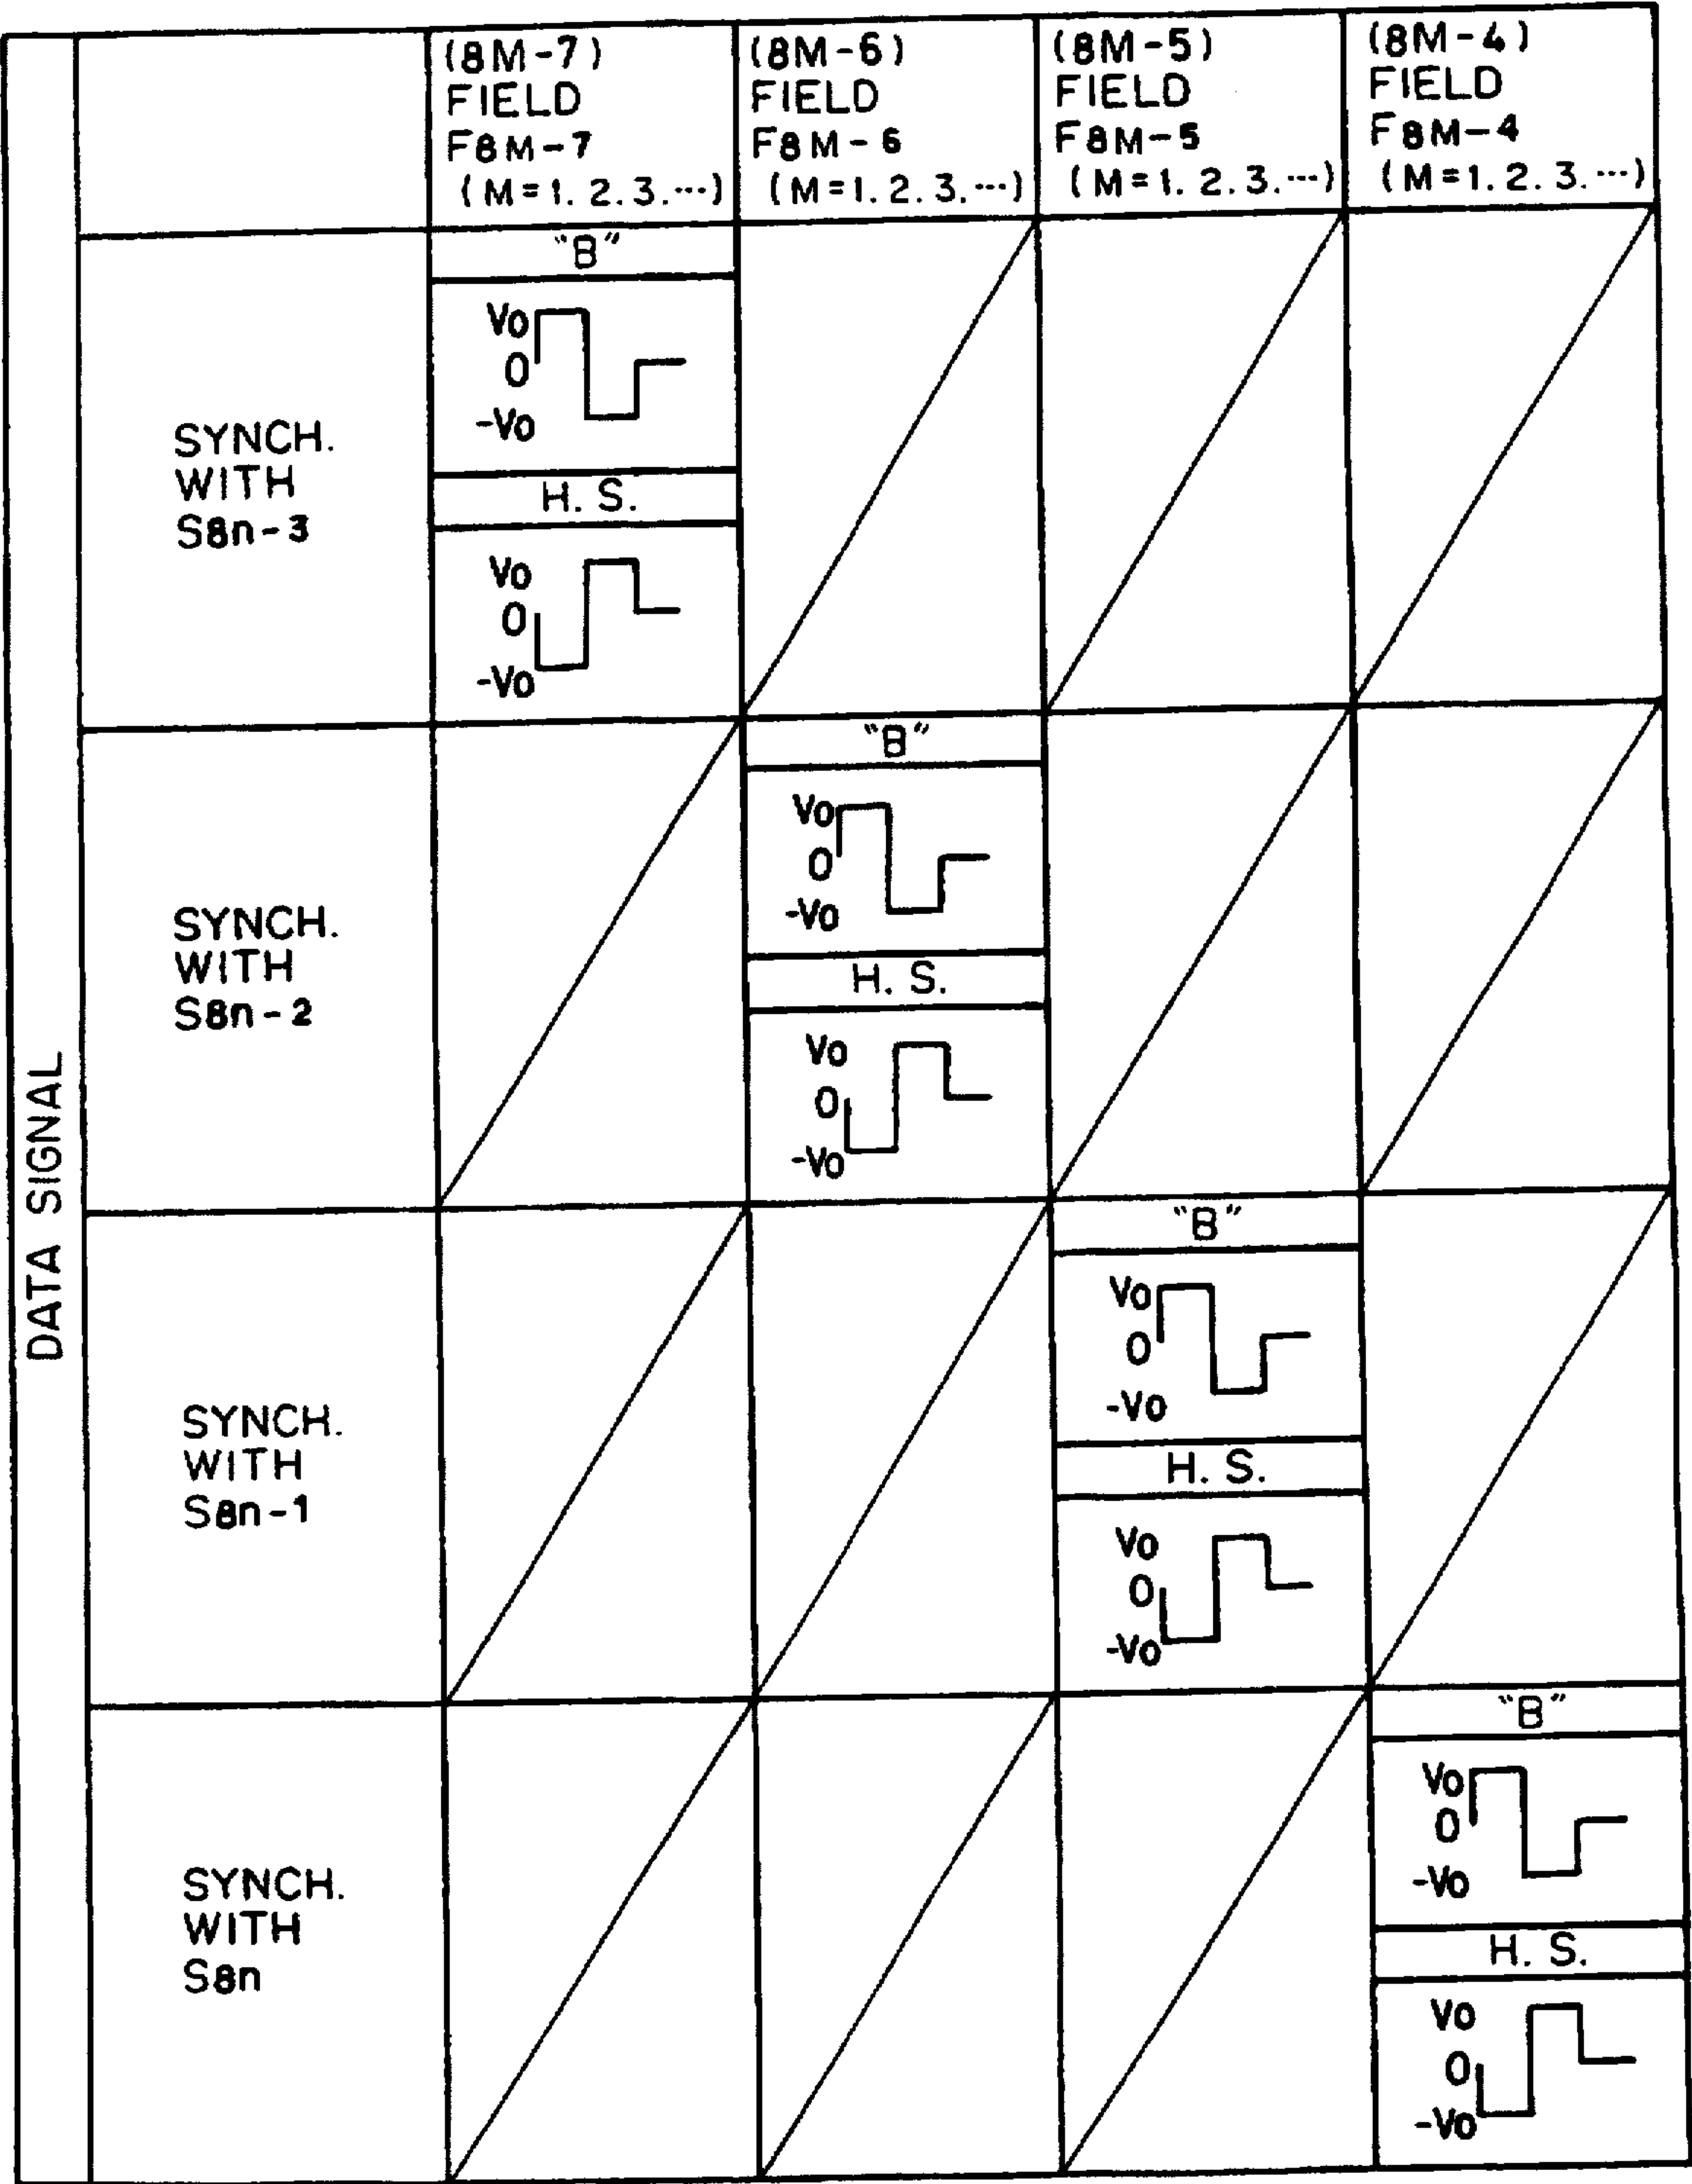 (8M-7)
FIELD
F8M-7
(M=1.2.3.···)
(8M-6)
FIELD
F8M-6
(M=1.2.3.···)
(8M-5)
FIELD
F8M-5
(M=1.2.3.···)
(8M-4)
FIELD
F8M-4
(M=1.2.3.···)
DATA SIGNAL
SYNCH.
WITH
S8n-3
"B"
Vo
0
-Vo
H. S.
Vo
0
-Vo
SYNCH.
WITH
S8n-2
"B"
Vo
0
-Vo
H. S.
Vo
0
-Vo
SYNCH.
WITH
S8n-1
"B"
Vo
0
-Vo
H. S.
Vo
0
-Vo
SYNCH.
WITH
S8n
"B"
Vo
0
-Vo
H. S.
Vo
0
-Vo